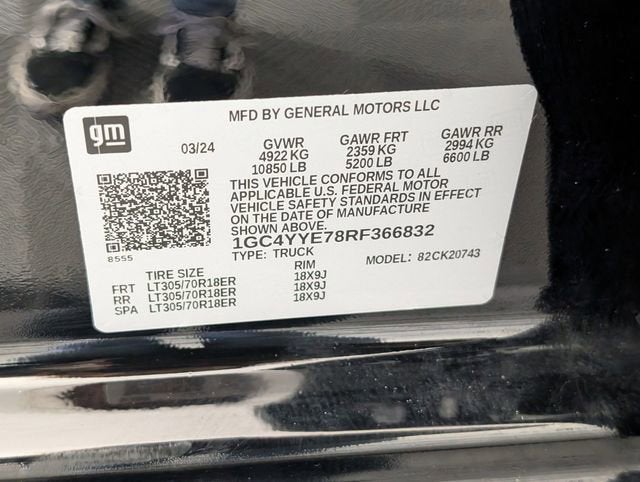 MFD BY GENERAL MOTORS LLC
gm
03/24
GVWR GAWR FRT GAWR RR
4922 KG 2359 KG 2994 KG
10850 LB 5200 LB 6600 LB
THIS VEHICLE CONFORMS TO ALL
APPLICABLE U.S. FEDERAL MOTOR
VEHICLE SAFETY STANDARDS IN EFFECT
ON THE DATE OF MANUFACTURE
SHOWN ABOVE.
1GC4YYE78RF366832
8555
TYPE: TRUCK MODEL: 82CK20743
TIRE SIZE RIM
FRT LT305/70R18ER 18X9J
RR LT305/70R18ER 18X9J
SPA LT305/70R18ER 18X9J